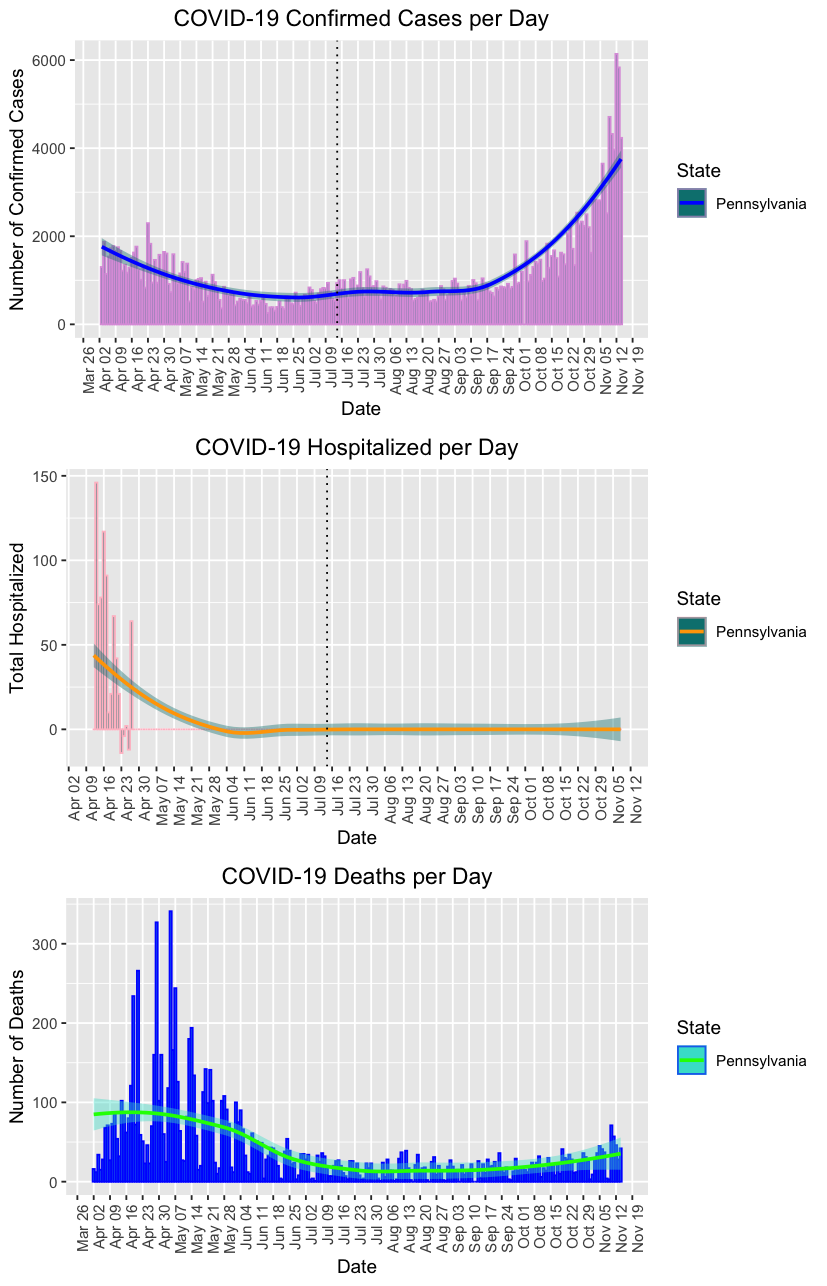 COVID-19 Confirmed Cases per Day
Number of Confirmed Cases
6000
4000
2000
0
Mar 26
Apr 02
Apr 09
Apr 16
Apr 23
Apr 30
May 07
May 14
May 21
May 28
Jun 04
Jun 11
Jun 18
Jun 25
Jul 02
Jul 09
Jul 16
Jul 23
Jul 30
Aug 06
Aug 13
Aug 20
Aug 27
Sep 03
Sep 10
Sep 17
Sep 24
Oct 01
Oct 08
Oct 15
Oct 22
Oct 29
Nov 05
Nov 12
Nov 19
Date
State
Pennsylvania
COVID-19 Hospitalized per Day
Total Hospitalized
150
100
50
0
Apr 02
Apr 09
Apr 16
Apr 23
Apr 30
May 07
May 14
May 21
May 28
Jun 04
Jun 11
Jun 18
Jun 25
Jul 02
Jul 09
Jul 16
Jul 23
Jul 30
Aug 06
Aug 13
Aug 20
Aug 27
Sep 03
Sep 10
Sep 17
Sep 24
Oct 01
Oct 08
Oct 15
Oct 22
Oct 29
Nov 05
Nov 12
Date
State
Pennsylvania
COVID-19 Deaths per Day
Number of Deaths
300
200
100
0
Mar 26
Apr 02
Apr 09
Apr 16
Apr 23
Apr 30
May 07
May 14
May 21
May 28
Jun 04
Jun 11
Jun 18
Jun 25
Jul 02
Jul 09
Jul 16
Jul 23
Jul 30
Aug 06
Aug 13
Aug 20
Aug 27
Sep 03
Sep 10
Sep 17
Sep 24
Oct 01
Oct 08
Oct 15
Oct 22
Oct 29
Nov 05
Nov 12
Nov 19
Date
State
Pennsylvania